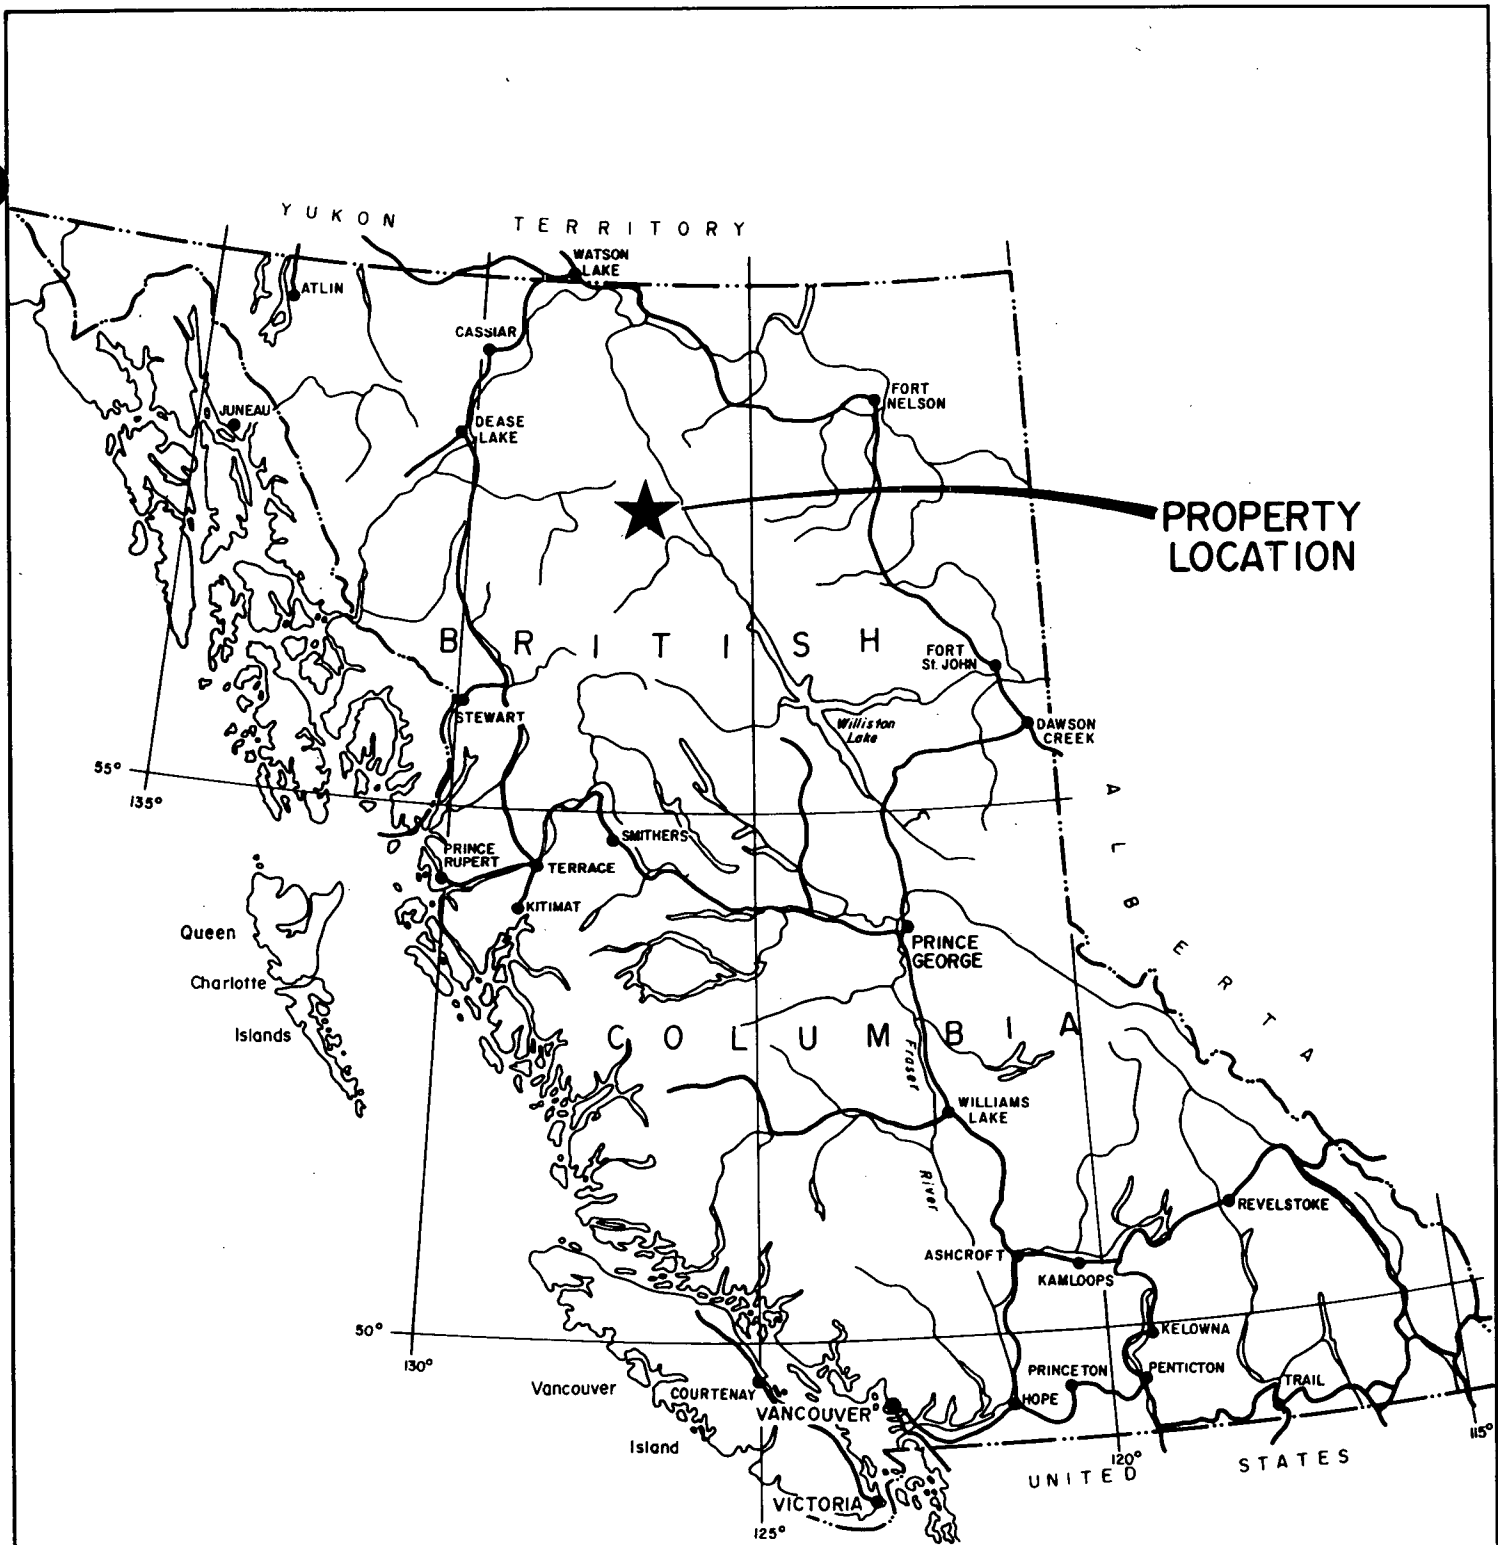 YUKON TERRITORY
WATSON
LAKE
ATLIN
CASSIAR
FORT
NELSON
JUNEAU
DEASE
LAKE
PROPERTY
LOCATION
BRITISH
FORT
St. JOHN
STEWART
Williston
Lake
DAWSON
CREEK
55°
135°
ALBERTA
SMITHERS
PRINCE
RUPERT
TERRACE
KITIMAT
Queen
Charlotte
Islands
PRINCE
GEORGE
COLUMBIA
Fraser
River
WILLIAMS
LAKE
REVELSTOKE
ASHCROFT
KAMLOOPS
50°
130°
KELOWNA
PRINCETON
PENTICTON
TRAIL
Vancouver
Island
COURTENAY
VANCOUVER
HOPE
115°
120°
UNITED STATES
VICTORIA
125°